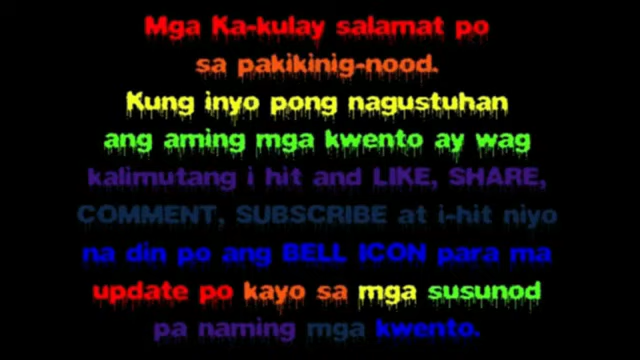 Mga Ka-kulay salamat po
sa pakikinig-nood.
Kung inyo pong nagustuhan
ang aming mga kwento ay wag
kalimutang i hit and LIKE, SHARE,
COMMENT, SUBSCRIBE at i-hit niyo
na din po ang BELL ICON para ma
update po kayo sa mga susunod
pa naming mga kwento.